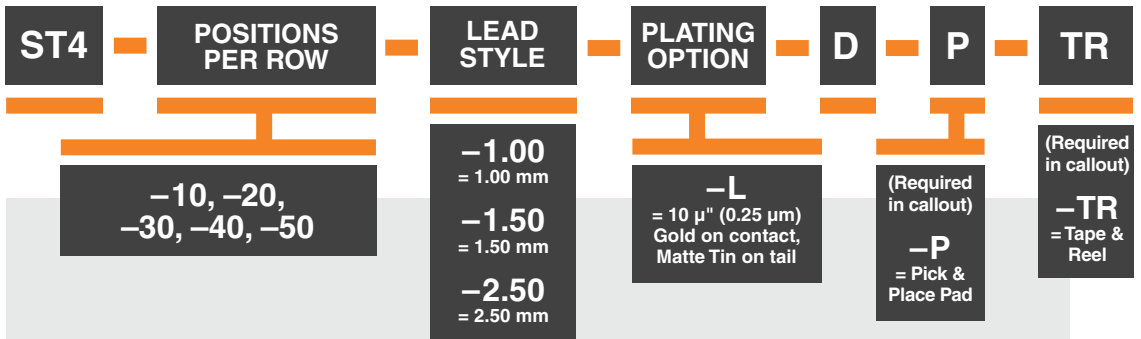 ST4
POSITIONS
PER ROW
LEAD
STYLE
PLATING
OPTION
D
P
TR
–10, –20,
–30, –40, –50
–1.00
= 1.00 mm
–1.50
= 1.50 mm
–2.50
= 2.50 mm
–L
= 10 µ" (0.25 µm)
Gold on contact,
Matte Tin on tail
(Required
in callout)
–P
= Pick &
Place Pad
(Required
in callout)
–TR
= Tape &
Reel